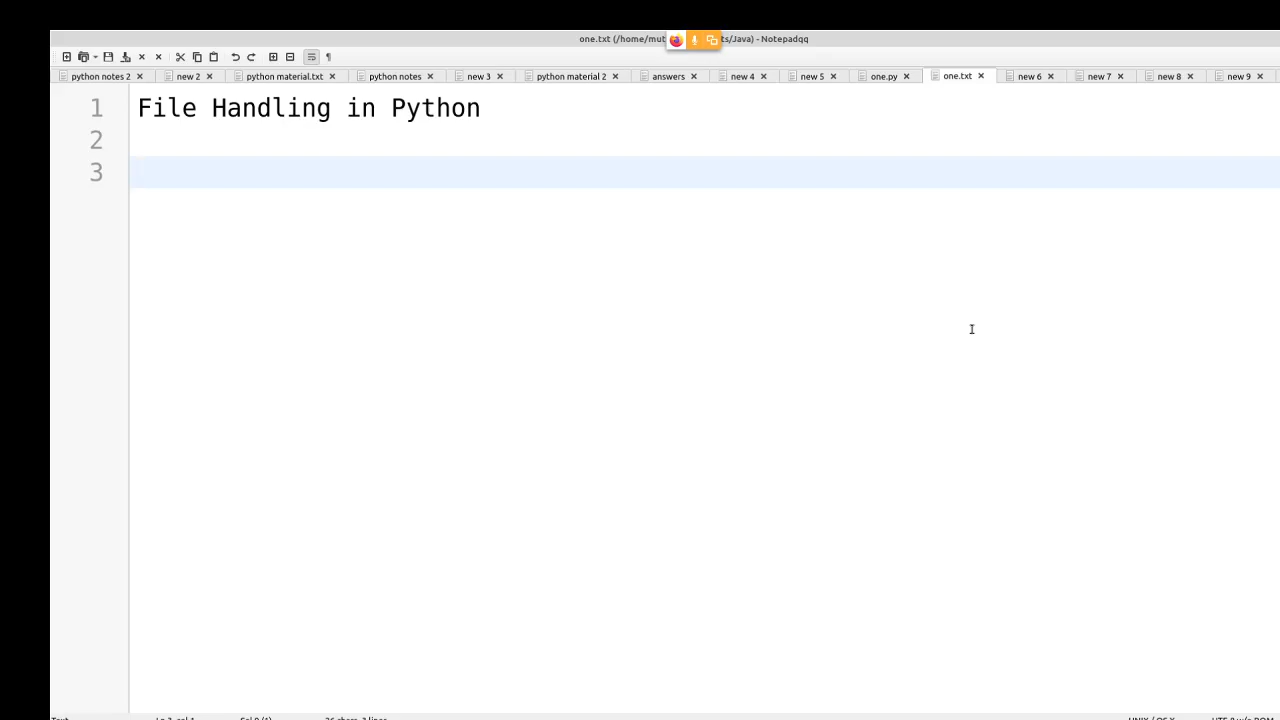 one.txt (/home/mut ts/Java) - Notepadqq
python notes 2 new 2 python material.txt python notes new 3 python material 2 answers new 4 new 5 one.py one.txt new 6 new 7 new 8 new 9
1 File Handling in Python
2
3